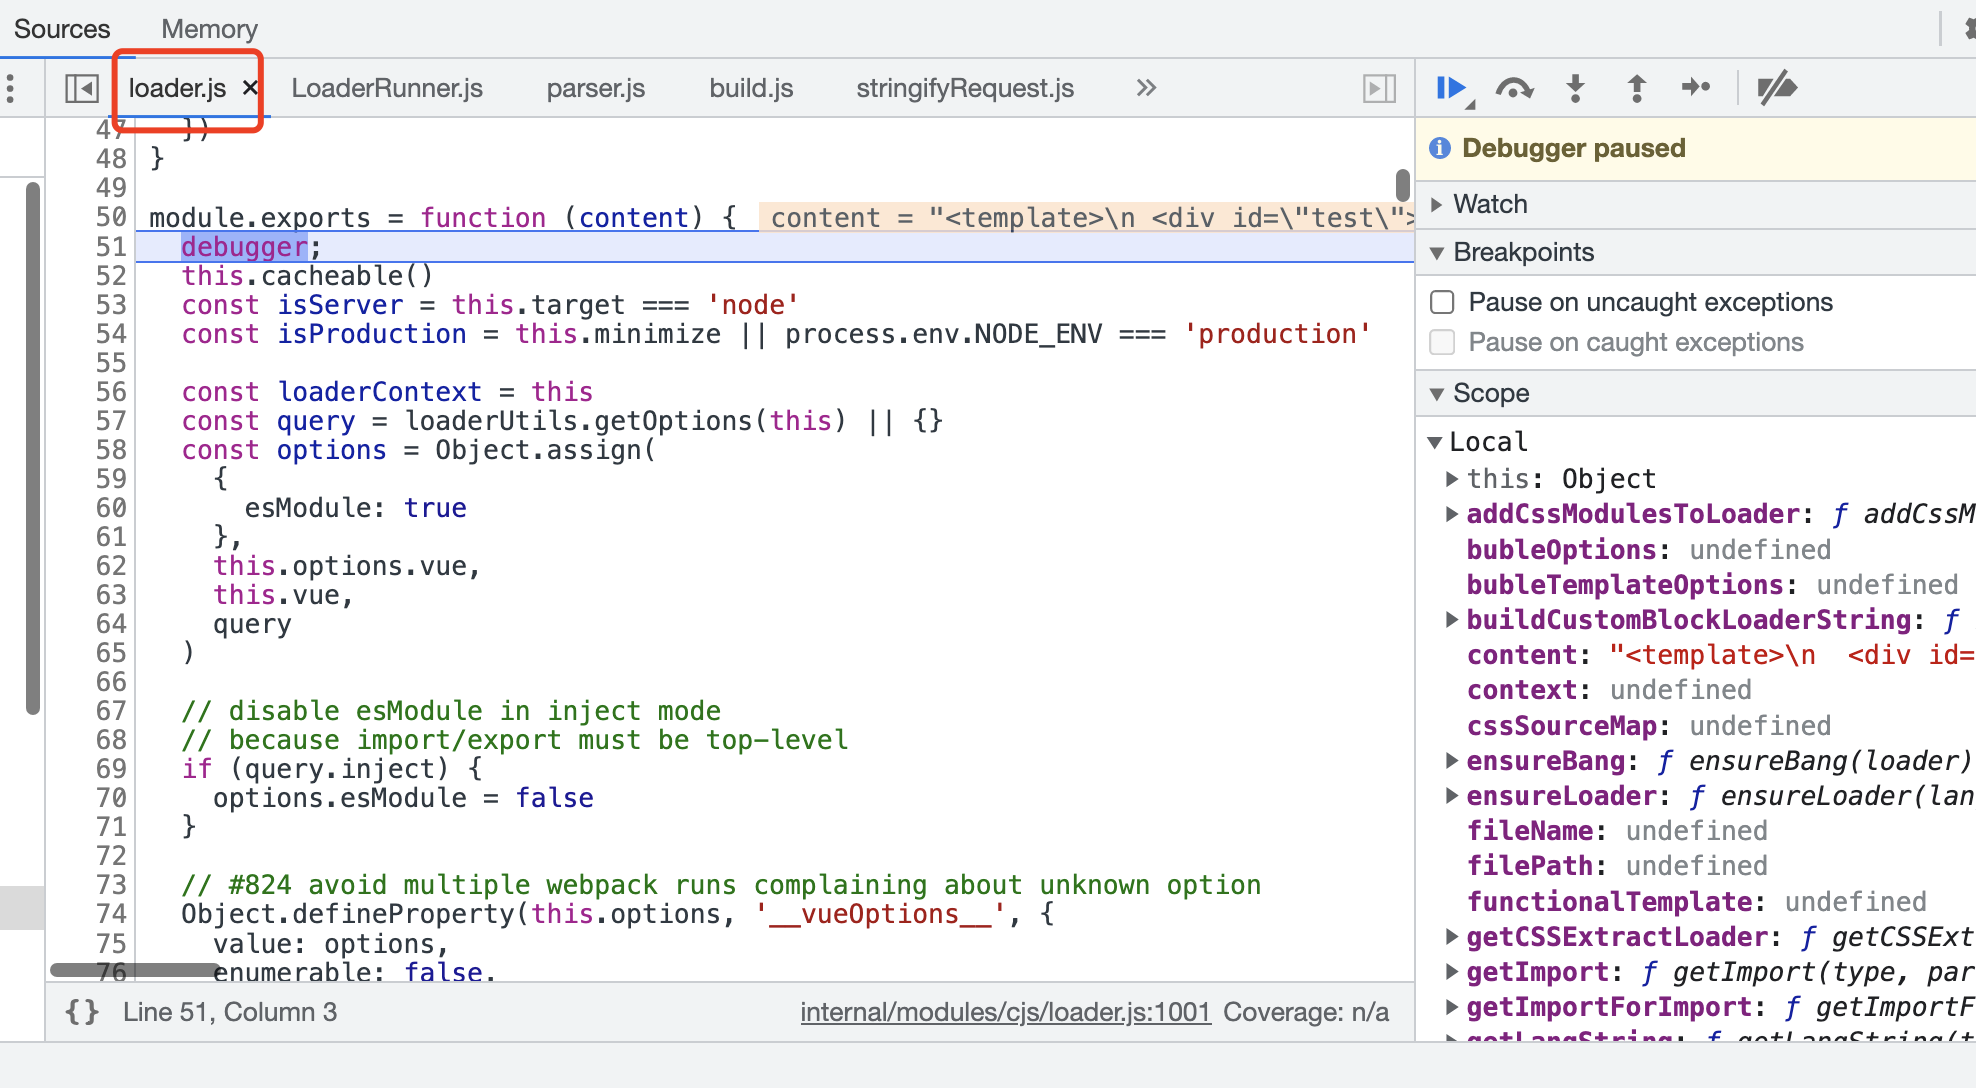 Sources Memory
loader.js × LoaderRunner.js parser.js build.js stringifyRequest.js »
47 })
48 }
49
50 module.exports = function (content) { content = "<template>\n <div id=\"test\">
51 debugger;
52 this.cacheable()
53 const isServer = this.target === 'node'
54 const isProduction = this.minimize || process.env.NODE_ENV === 'production'
55
56 const loaderContext = this
57 const query = loaderUtils.getOptions(this) || {}
58 const options = Object.assign(
59 {
60 esModule: true
61 },
62 this.options.vue,
63 this.vue,
64 query
65 )
66
67 // disable esModule in inject mode
68 // because import/export must be top-level
69 if (query.inject) {
70 options.esModule = false
71 }
72
73 // #824 avoid multiple webpack runs complaining about unknown option
74 Object.defineProperty(this.options, '__vueOptions__', {
75 value: options,
76 enumerable: false,
{} Line 51, Column 3 internal/modules/cjs/loader.js:1001 Coverage: n/a
Debugger paused
Watch
Breakpoints
Pause on uncaught exceptions
Pause on caught exceptions
Scope
Local
this: Object
addCssModulesToLoader: ƒ addCssM
bubleOptions: undefined
bubleTemplateOptions: undefined
buildCustomBlockLoaderString: ƒ
content: "<template>\n <div id=
context: undefined
cssSourceMap: undefined
ensureBang: ƒ ensureBang(loader)
ensureLoader: ƒ ensureLoader(lan
fileName: undefined
filePath: undefined
functionalTemplate: undefined
getCSSExtractLoader: ƒ getCSSExt
getImport: ƒ getImport(type, par
getImportForImport: ƒ getImportF
getLangString: ƒ getLangString(t